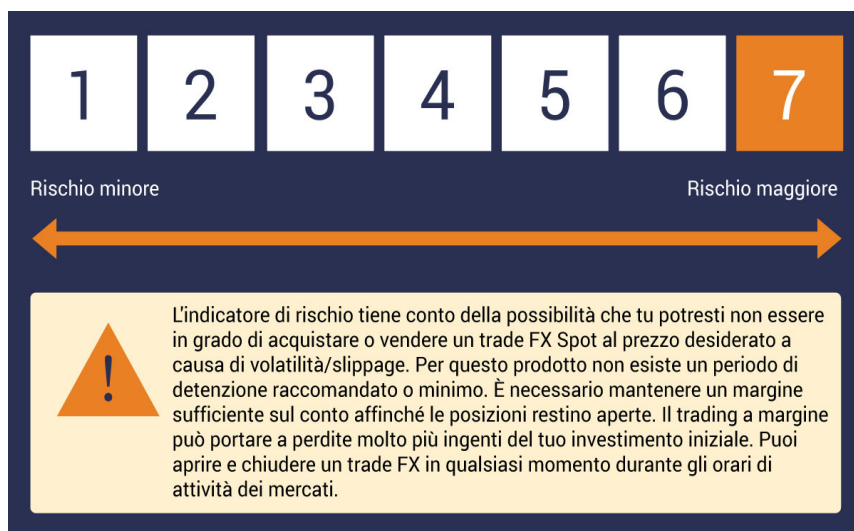 1 2 3 4 5 6 7
Rischio minore Rischio maggiore
!
L'indicatore di rischio tiene conto della possibilità che tu potresti non essere
in grado di acquistare o vendere un trade FX Spot al prezzo desiderato a
causa di volatilità/slippage. Per questo prodotto non esiste un periodo di
detenzione raccomandato o minimo. È necessario mantenere un margine
sufficiente sul conto affinché le posizioni restino aperte. Il trading a margine
può portare a perdite molto più ingenti del tuo investimento iniziale. Puoi
aprire e chiudere un trade FX in qualsiasi momento durante gli orari di
attività dei mercati.